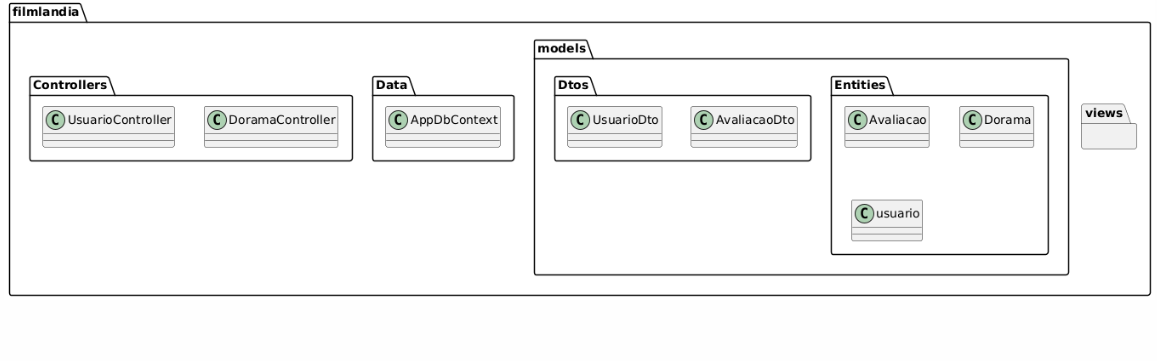 filmlandia
models
Controllers
Data
Dtos
Entities
C UsuarioController
C DoramaController
C AppDbContext
C UsuarioDto
C AvaliacaoDto
C Avaliacao
C Dorama
views
C usuario